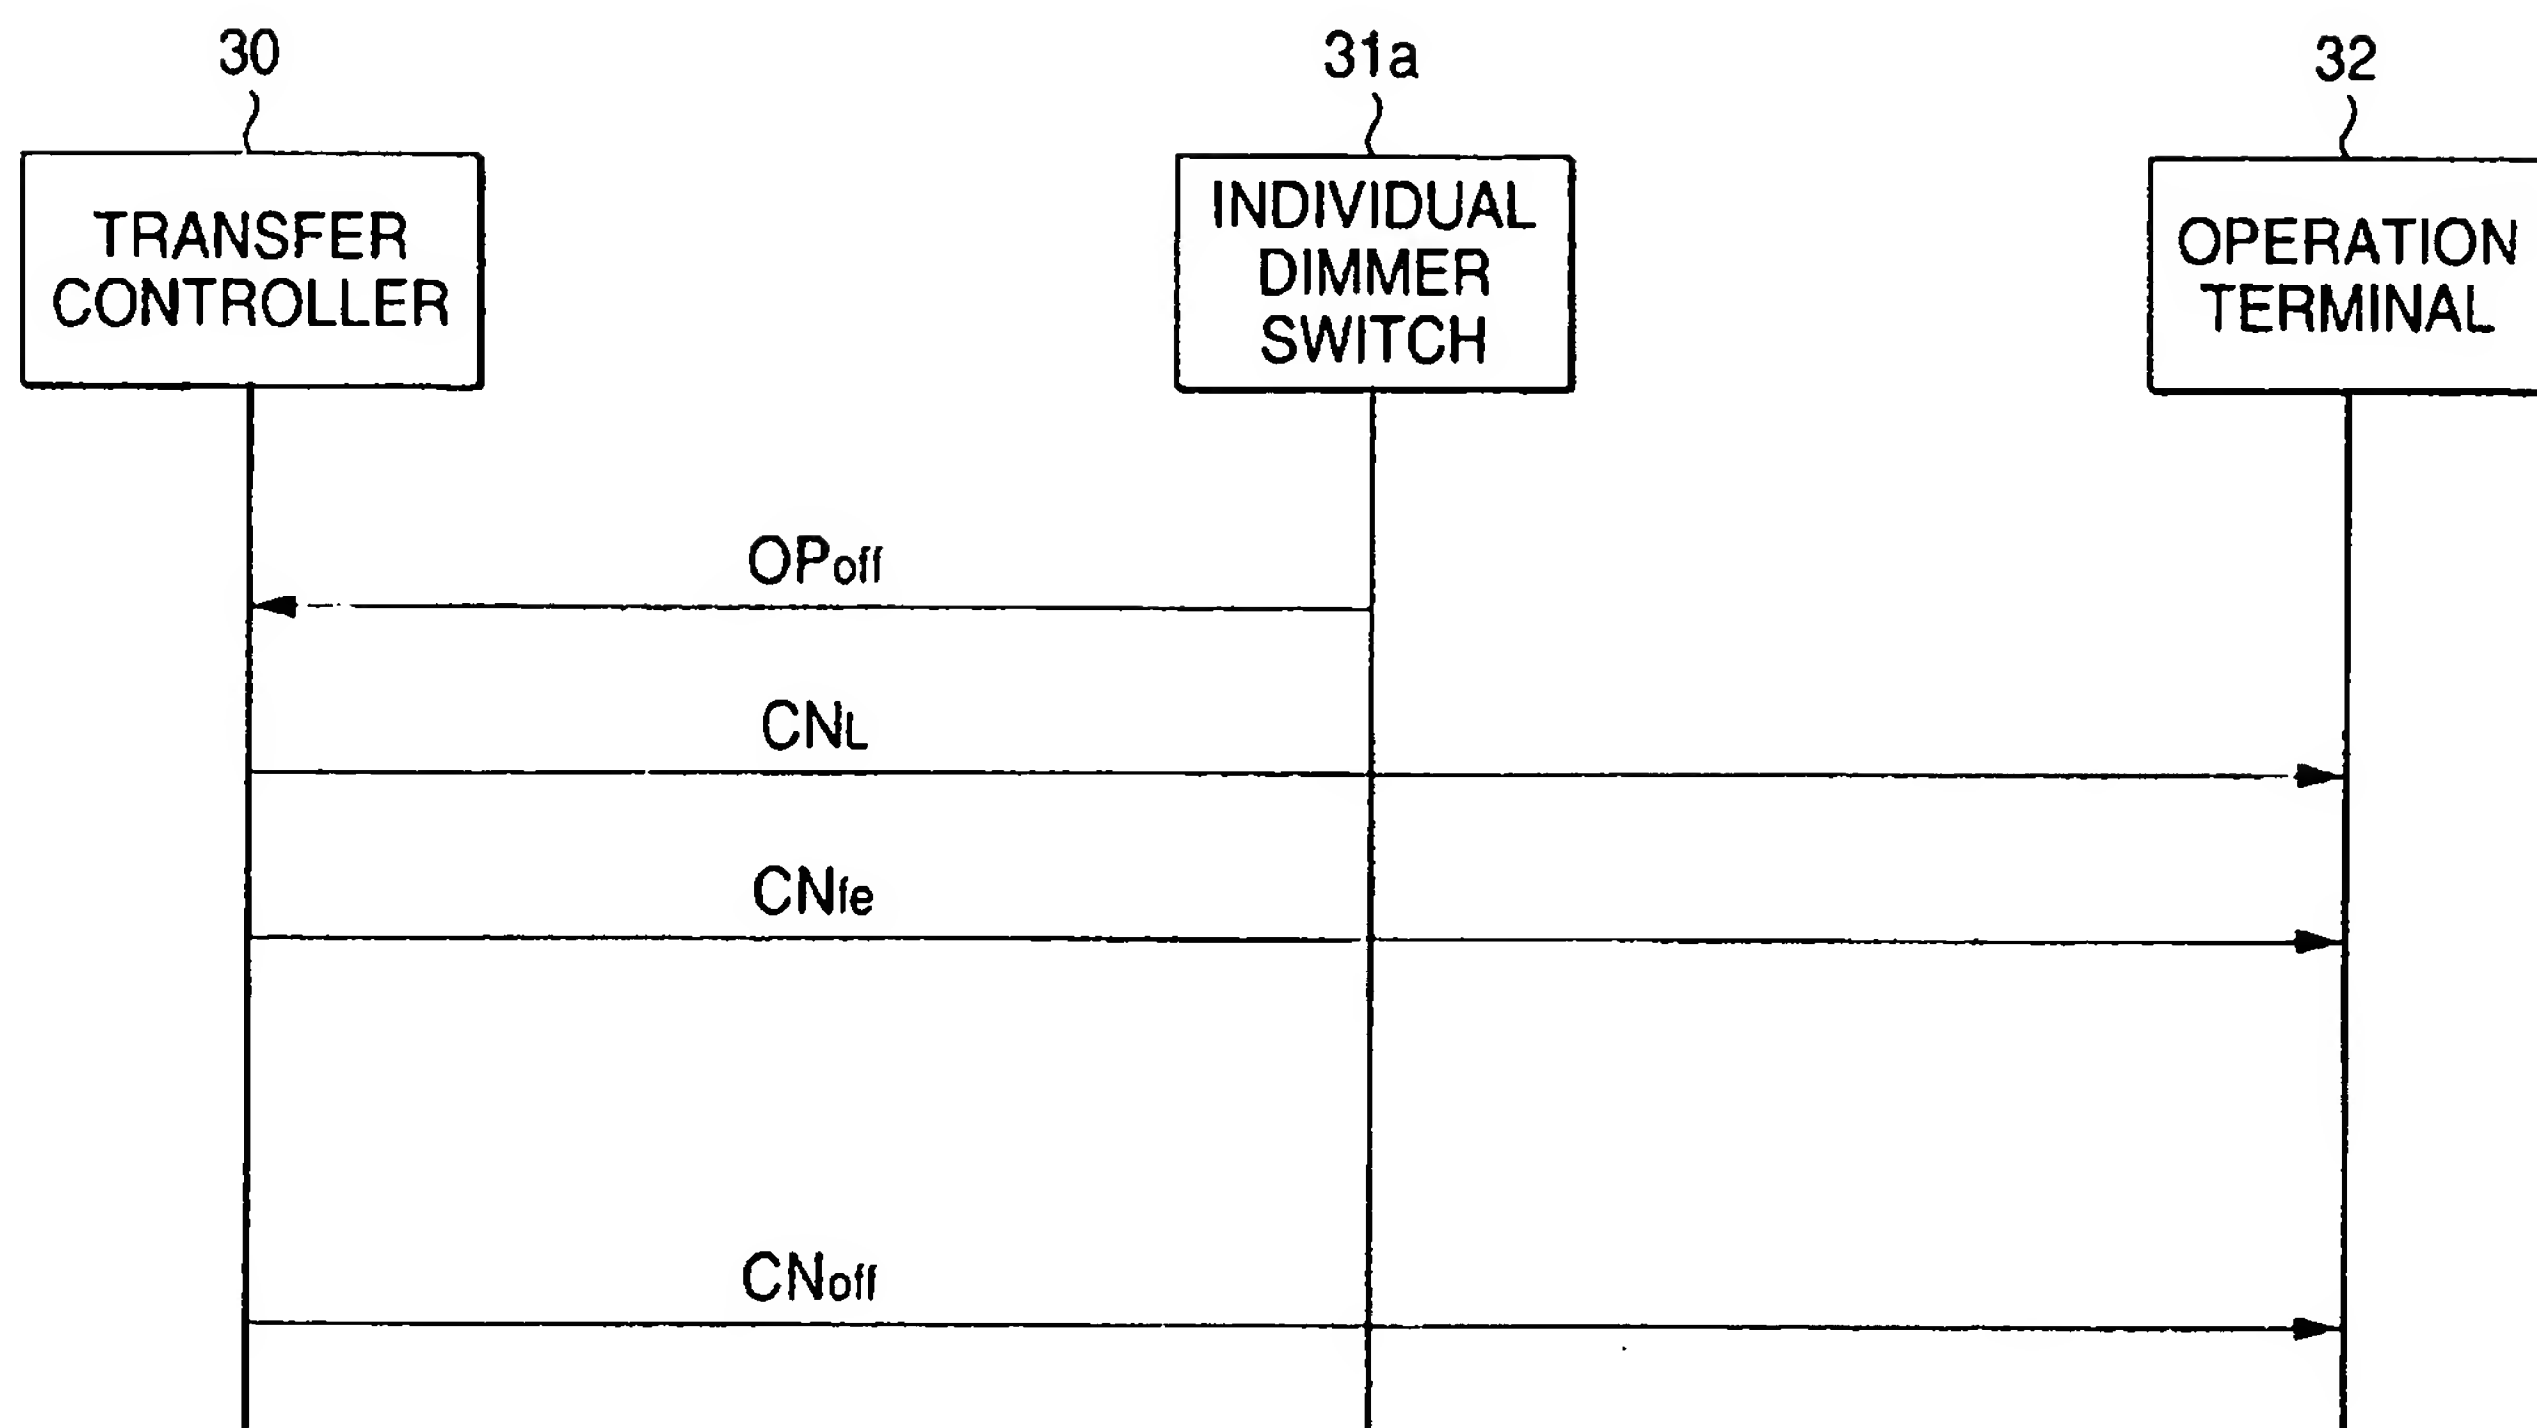 30
31a
32
TRANSFER
CONTROLLER
INDIVIDUAL
DIMMER
SWITCH
OPERATION
TERMINAL
OPoff
CNL
CNfe
CNoff